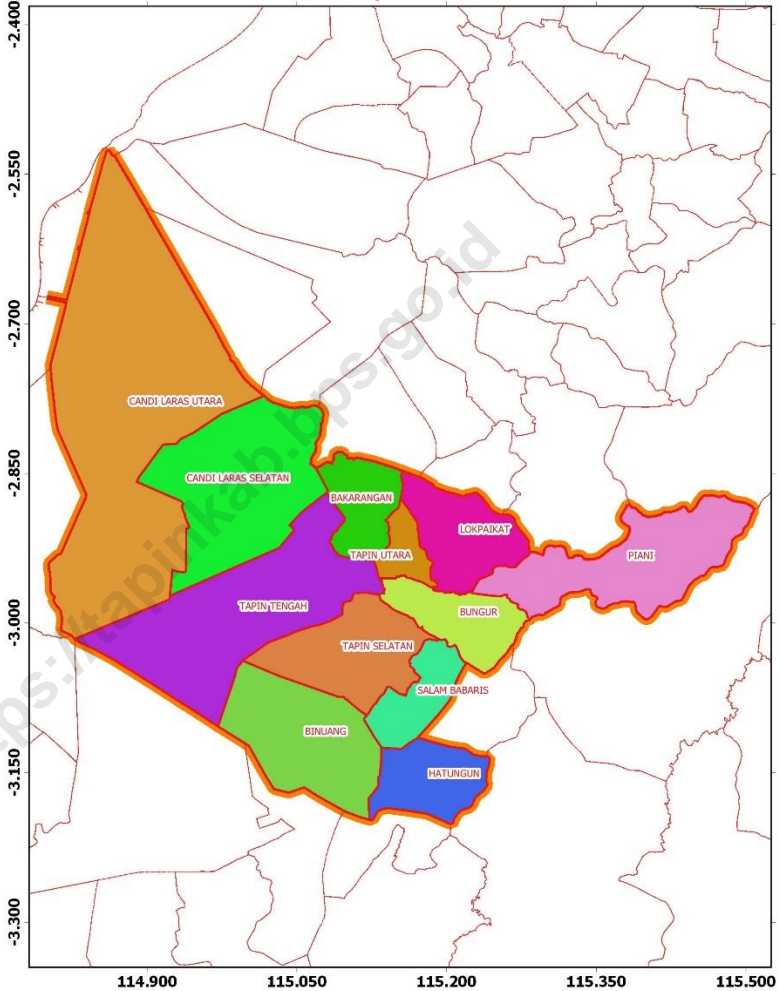 -2.400
-2.550
-2.700
-2.850
-3.000
-3.150
-3.300
CANDI LARAS UTARA
CANDI LARAS SELATAN
BAKARANGAN
LOKPAIKAT
TAPIN UTARA
PIANI
TAPIN TENGAH
BUNGUR
TAPIN SELATAN
SALAM BABARIS
BINUANG
HATUNGUN
ps://tapinkab.bps.go.id
114.900
115.050
115.200
115.350
115.500